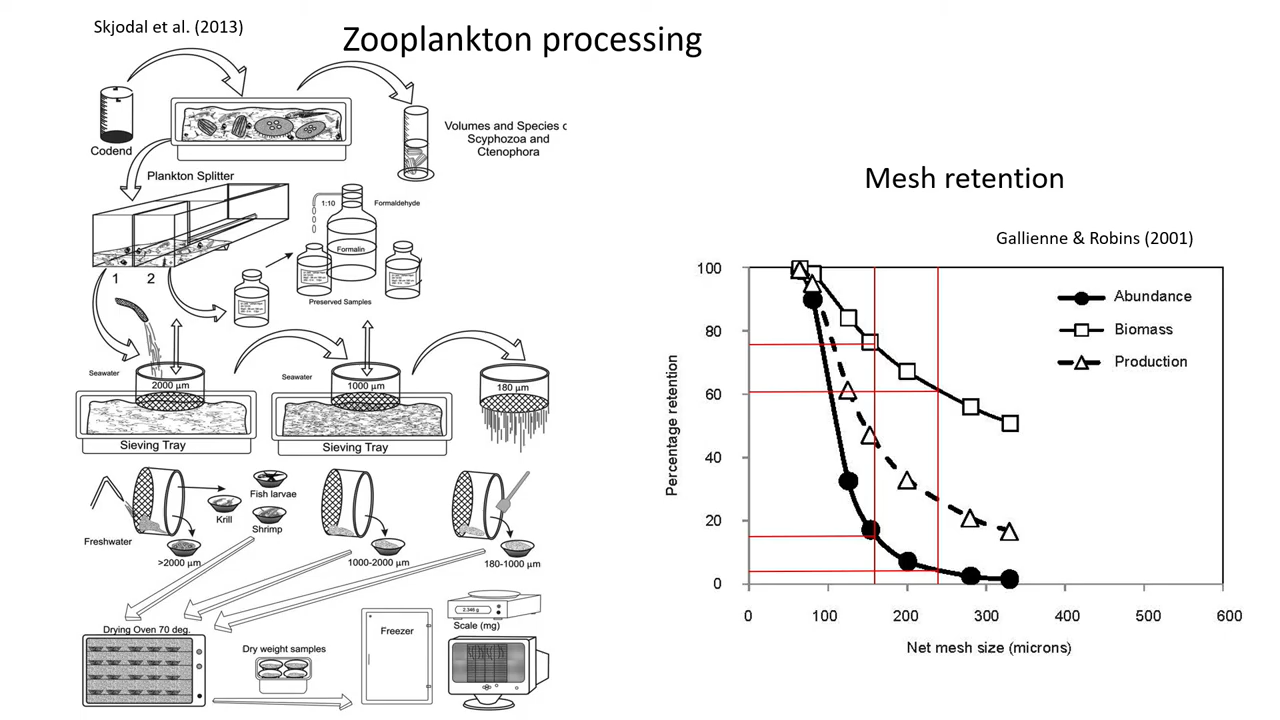 Skjodal et al. (2013)
Zooplankton processing
Codend
Volumes and Species
Scyphozoa and
Ctenophora
Plankton Splitter
1:10
Formaldehyde
Formalin
1
2
Preserved Samples
Seawater
2000 µm
Seawater
1000 µm
180 µm
Sieving Tray
Sieving Tray
Fish larvae
Krill
Shrimp
Freshwater
>2000 µm
1000-2000 µm
180-1000 µm
Drying Oven 70 deg.
Dry weight samples
Freezer
2.346 g
Scale (mg)
Mesh retention
Gallienne & Robins (2001)
100
80
60
40
20
0
Percentage retention
Abundance
Biomass
Production
0 100 200 300 400 500 600
Net mesh size (microns)